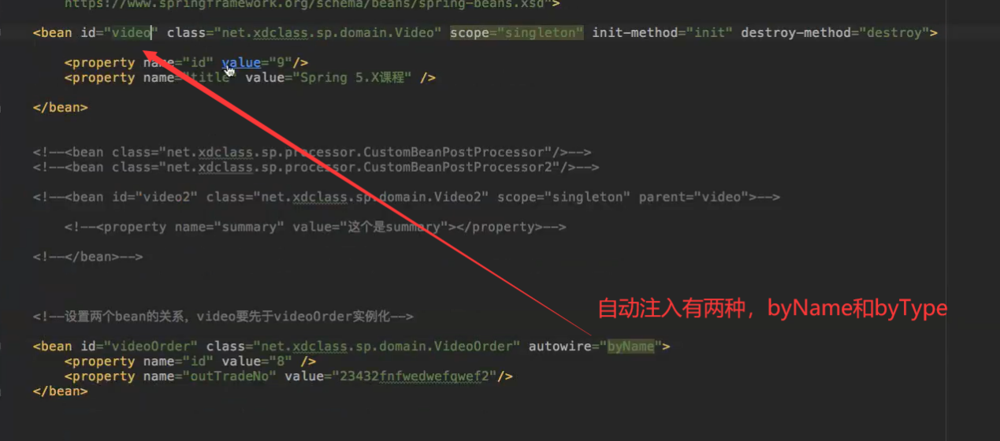 https://www.springframework.org/schema/beans/spring-beans.xsd">
<bean id="video" class="net.xdclass.sp.domain.Video" scope="singleton" init-method="init" destroy-method="destroy">
<property name="id" value="9"/>
<property name="title" value="Spring 5.X课程" />
</bean>
<!--<bean class="net.xdclass.sp.processor.CustomBeanPostProcessor"/>-->
<!--<bean class="net.xdclass.sp.processor.CustomBeanPostProcessor2"/>-->
<!--<bean id="video2" class="net.xdclass.sp.domain.Video2" scope="singleton" parent="video">-->
<!--<property name="summary" value="这个是summary"></property>-->
<!--</bean>-->
自动注入有两种，byName和byType
<!--设置两个bean的关系，video要先于videoOrder实例化-->
<bean id="videoOrder" class="net.xdclass.sp.domain.VideoOrder" autowire="byName">
<property name="id" value="8" />
<property name="outTradeNo" value="23432fnfwedwefqwef2"/>
</bean>